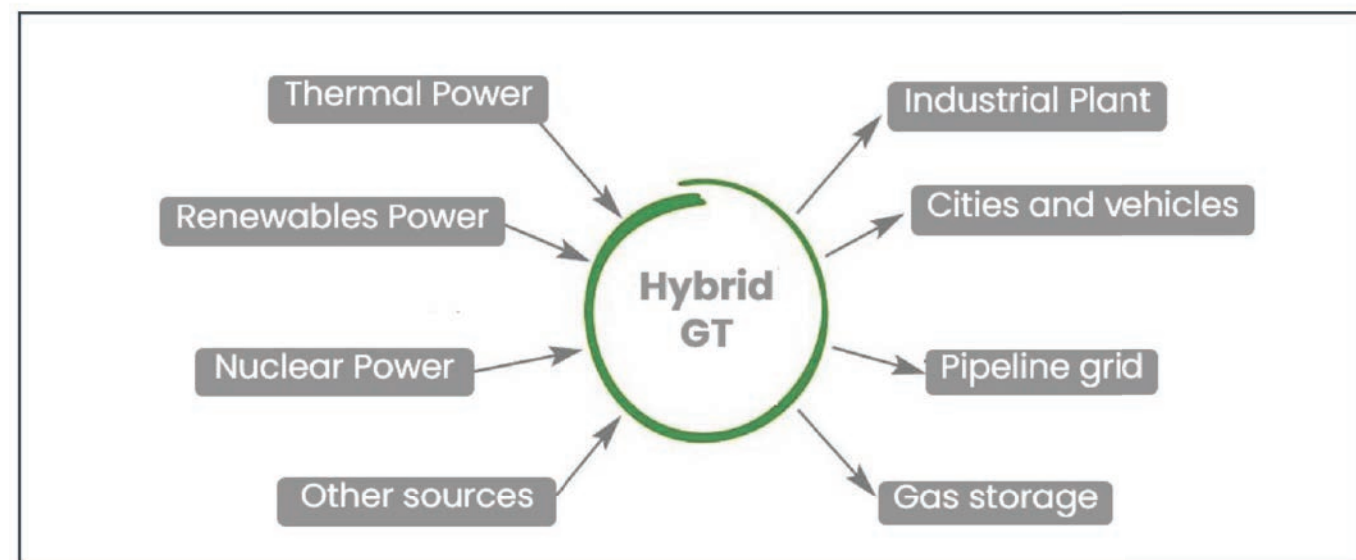 Thermal Power
Renewables Power
Nuclear Power
Other sources
Hybrid
GT
Industrial Plant
Cities and vehicles
Pipeline grid
Gas storage